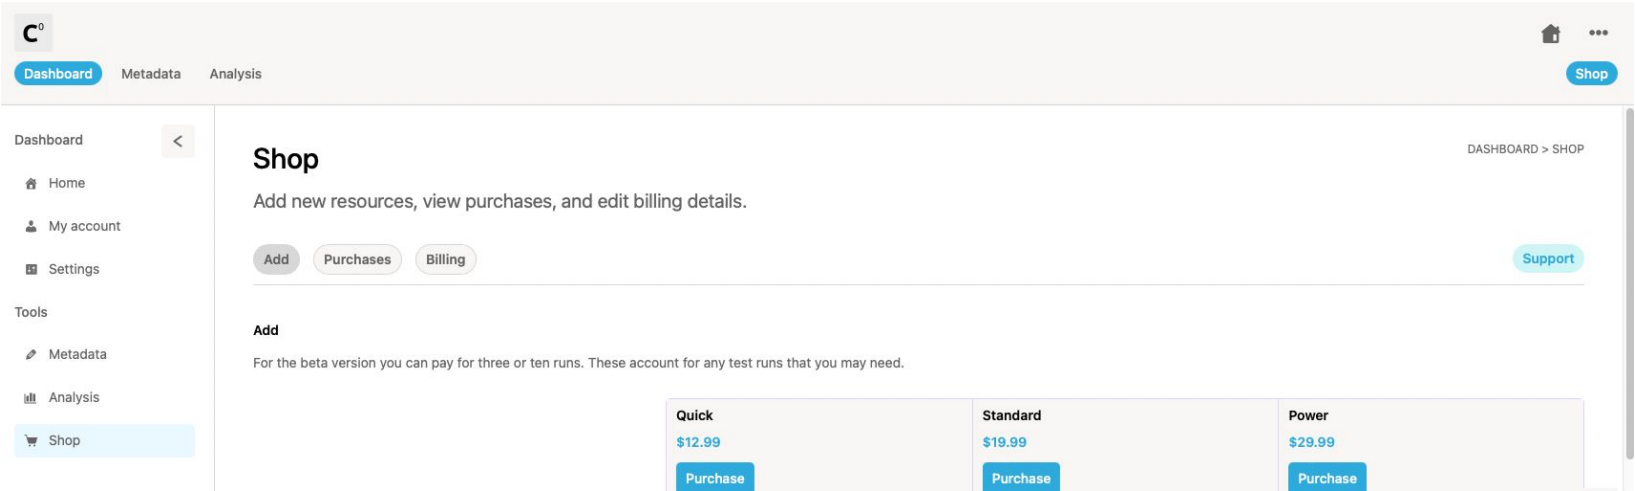 C0
Dashboard Metadata Analysis Shop
Dashboard
Home
My account
Settings
Tools
Metadata
Analysis
Shop
Shop
DASHBOARD > SHOP
Add new resources, view purchases, and edit billing details.
Add Purchases Billing Support
Add
For the beta version you can pay for three or ten runs. These account for any test runs that you may need.
Quick Standard Power
$12.99 $19.99 $29.99
Purchase Purchase Purchase